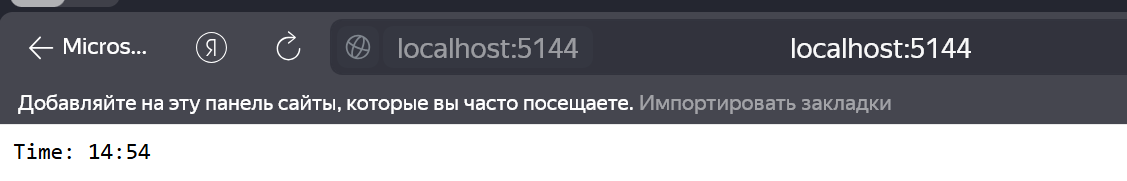 Micros... Я localhost:5144 localhost:5144
Добавляйте на эту панель сайты, которые вы часто посещаете. Импортировать закладки
Time: 14:54